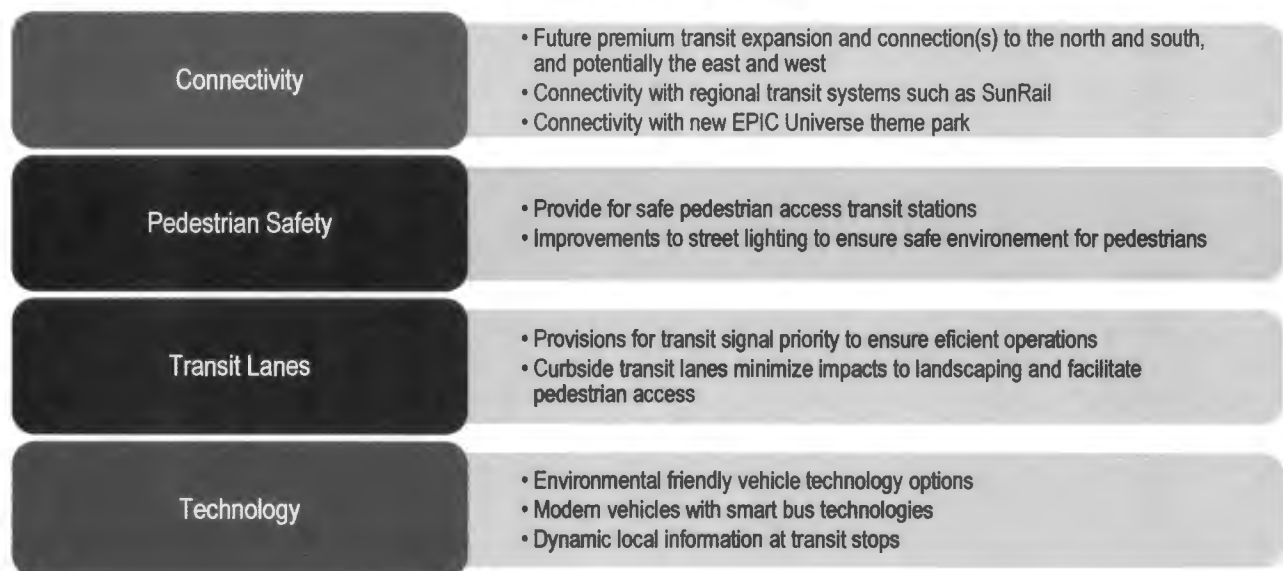 Connectivity
• Future premium transit expansion and connection(s) to the north and south,
and potentially the east and west
• Connectivity with regional transit systems such as SunRail
• Connectivity with new EPIC Universe theme park
Pedestrian Safety
• Provide for safe pedestrian access transit stations
• Improvements to street lighting to ensure safe environement for pedestrians
Transit Lanes
• Provisions for transit signal priority to ensure eficient operations
• Curbside transit lanes minimize impacts to landscaping and facilitate
pedestrian access
Technology
• Environmental friendly vehicle technology options
• Modern vehicles with smart bus technologies
• Dynamic local information at transit stops